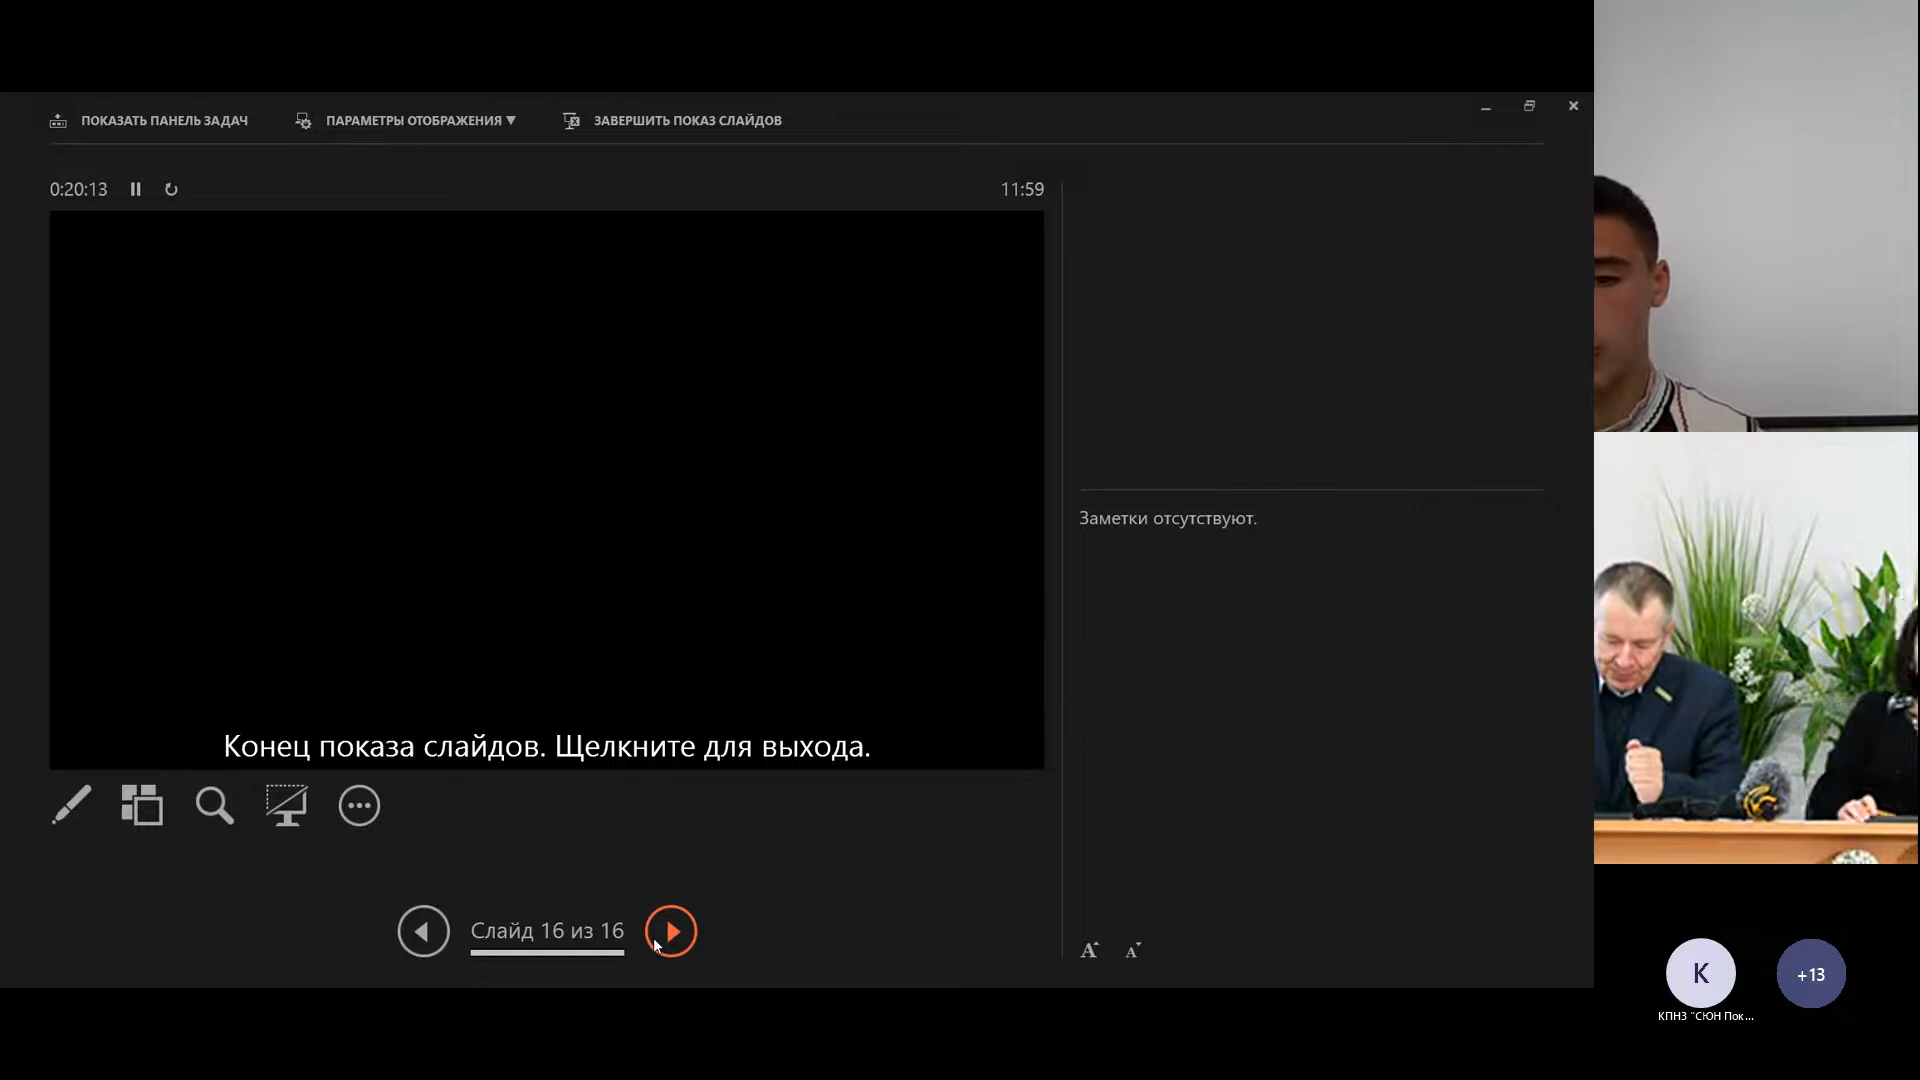 ПОКАЗАТЬ ПАНЕЛЬ ЗАДАЧ
ПАРАМЕТРЫ ОТОБРАЖЕНИЯ ▼
ЗАВЕРШИТЬ ПОКАЗ СЛАЙДОВ
0:20:13
11:59
Конец показа слайдов. Щелкните для выхода.
Заметки отсутствуют.
Слайд 16 из 16
A A
K
+13
КПНЗ "СЮН Пок...